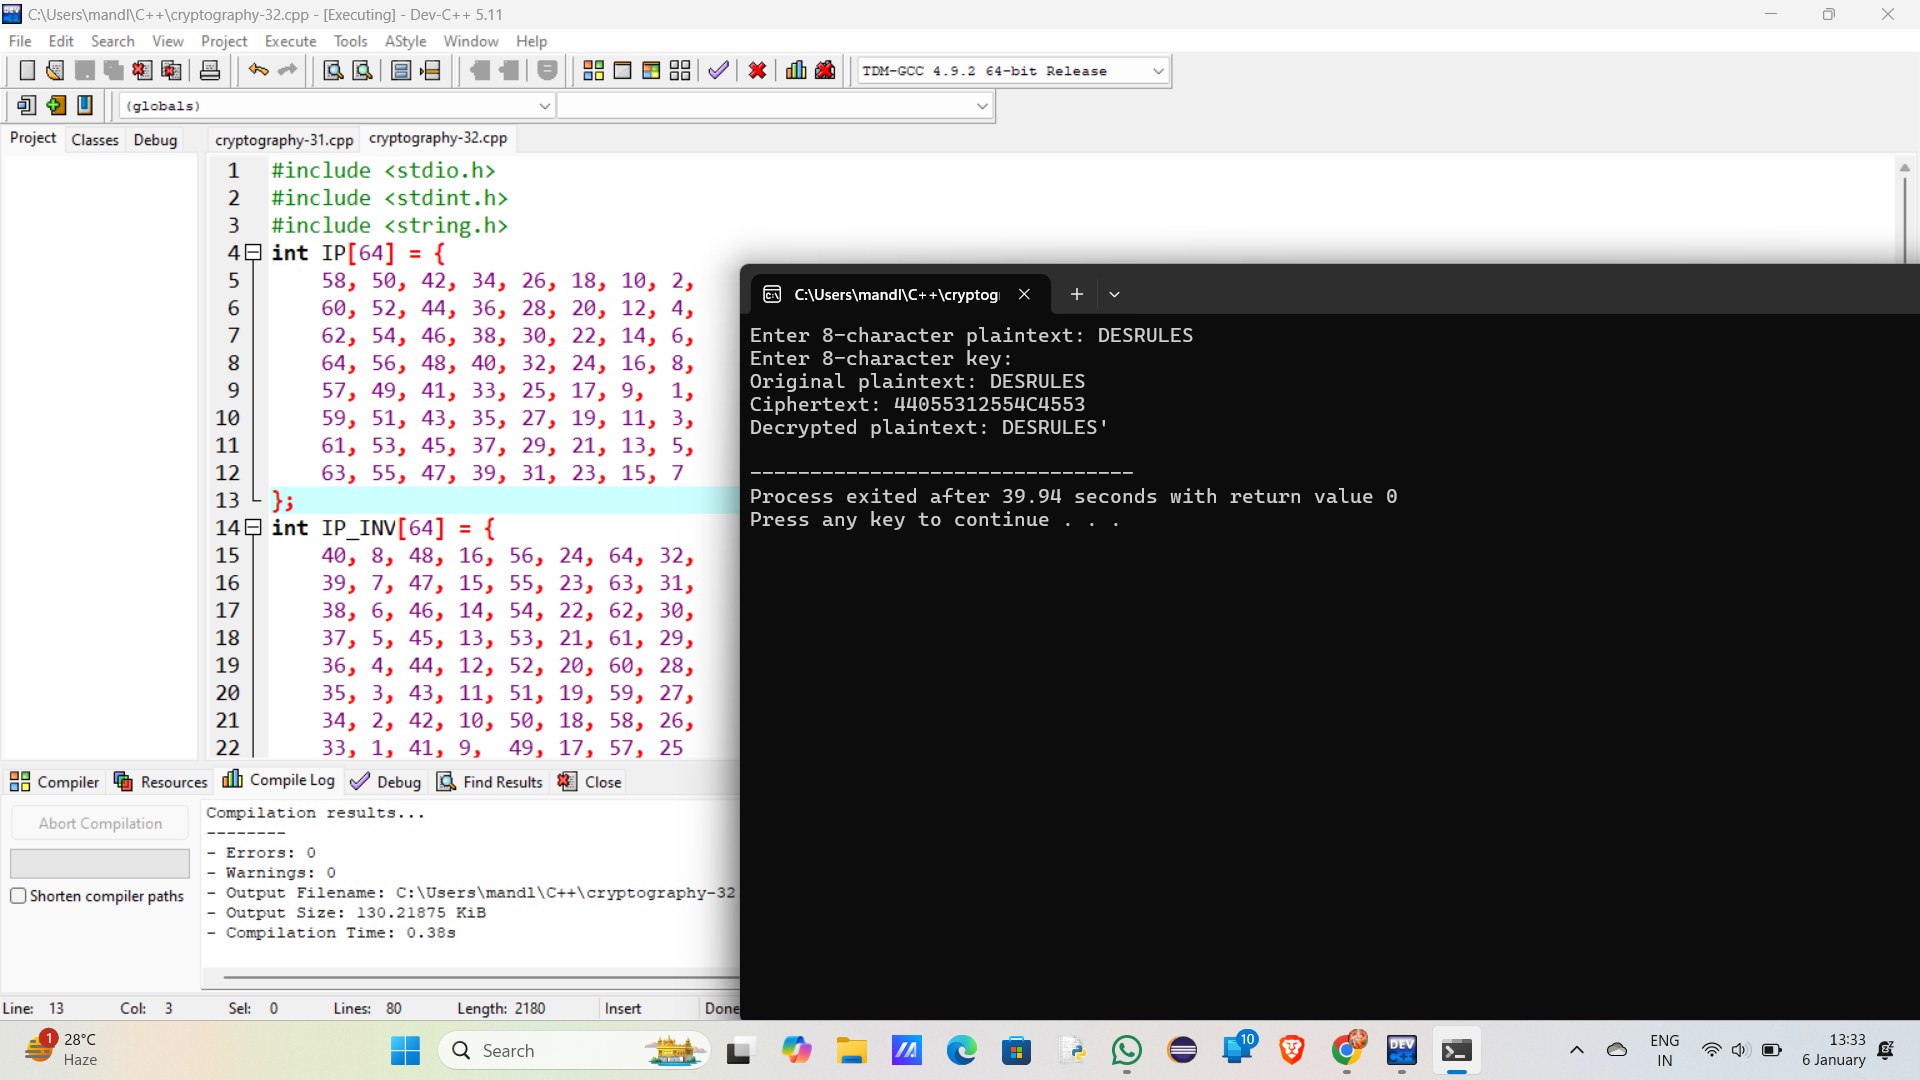 C:\Users\mandl\C++\cryptography-32.cpp - [Executing] - Dev-C++ 5.11
File Edit Search View Project Execute Tools AStyle Window Help
TDM-GCC 4.9.2 64-bit Release
(globals)
Project Classes Debug
cryptography-31.cpp cryptography-32.cpp
1 #include <stdio.h>
2 #include <stdint.h>
3 #include <string.h>
4 int IP[64] = {
5 58, 50, 42, 34, 26, 18, 10, 2,
6 60, 52, 44, 36, 28, 20, 12, 4,
7 62, 54, 46, 38, 30, 22, 14, 6,
8 64, 56, 48, 40, 32, 24, 16, 8,
9 57, 49, 41, 33, 25, 17, 9, 1,
10 59, 51, 43, 35, 27, 19, 11, 3,
11 61, 53, 45, 37, 29, 21, 13, 5,
12 63, 55, 47, 39, 31, 23, 15, 7
13 };
14 int IP_INV[64] = {
15 40, 8, 48, 16, 56, 24, 64, 32,
16 39, 7, 47, 15, 55, 23, 63, 31,
17 38, 6, 46, 14, 54, 22, 62, 30,
18 37, 5, 45, 13, 53, 21, 61, 29,
19 36, 4, 44, 12, 52, 20, 60, 28,
20 35, 3, 43, 11, 51, 19, 59, 27,
21 34, 2, 42, 10, 50, 18, 58, 26,
22 33, 1, 41, 9, 49, 17, 57, 25
C:\Users\mandl\C++\cryptog
Enter 8-character plaintext: DESRULES
Enter 8-character key:
Original plaintext: DESRULES
Ciphertext: 44055312554C4553
Decrypted plaintext: DESRULES'
--------------------------------
Process exited after 39.94 seconds with return value 0
Press any key to continue . . .
Compiler Resources Compile Log Debug Find Results Close
Abort Compilation
Shorten compiler paths
Compilation results...
--------
- Errors: 0
- Warnings: 0
- Output Filename: C:\Users\mandl\C++\cryptography-32
- Output Size: 130.21875 KiB
- Compilation Time: 0.38s
Line: 13 Col: 3 Sel: 0 Lines: 80 Length: 2180 Insert Done
1
28°C
Haze
Search
10
DEV
C++
ENG
IN
13:33
6 January